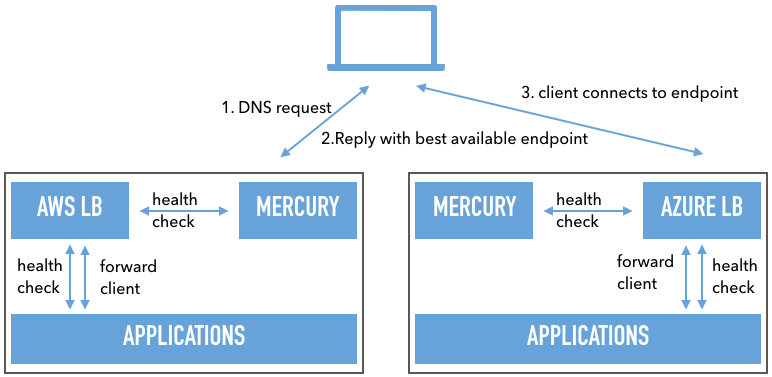 1. DNS request
3. client connects to endpoint
2.Reply with best available endpoint
AWS LB
health
check
MERCURY
health
check
forward
client
APPLICATIONS
MERCURY
health
check
AZURE LB
forward
client
health
check
APPLICATIONS